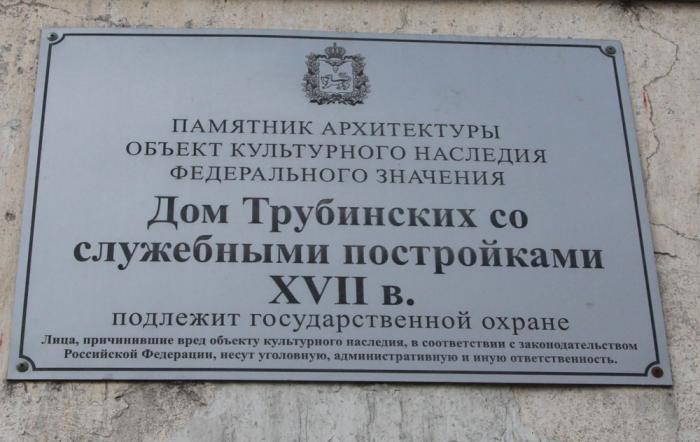 ПАМЯТНИК АРХИТЕКТУРЫ
ОБЪЕКТ КУЛЬТУРНОГО НАСЛЕДИЯ
ФЕДЕРАЛЬНОГО ЗНАЧЕНИЯ
Дом Трубинских со
служебными постройками
XVII в.
подлежит государственной охране
Лица, причинившие вред объекту культурного наследия, в соответствии с законодательством
Российской Федерации, несут уголовную, административную и иную ответственность.